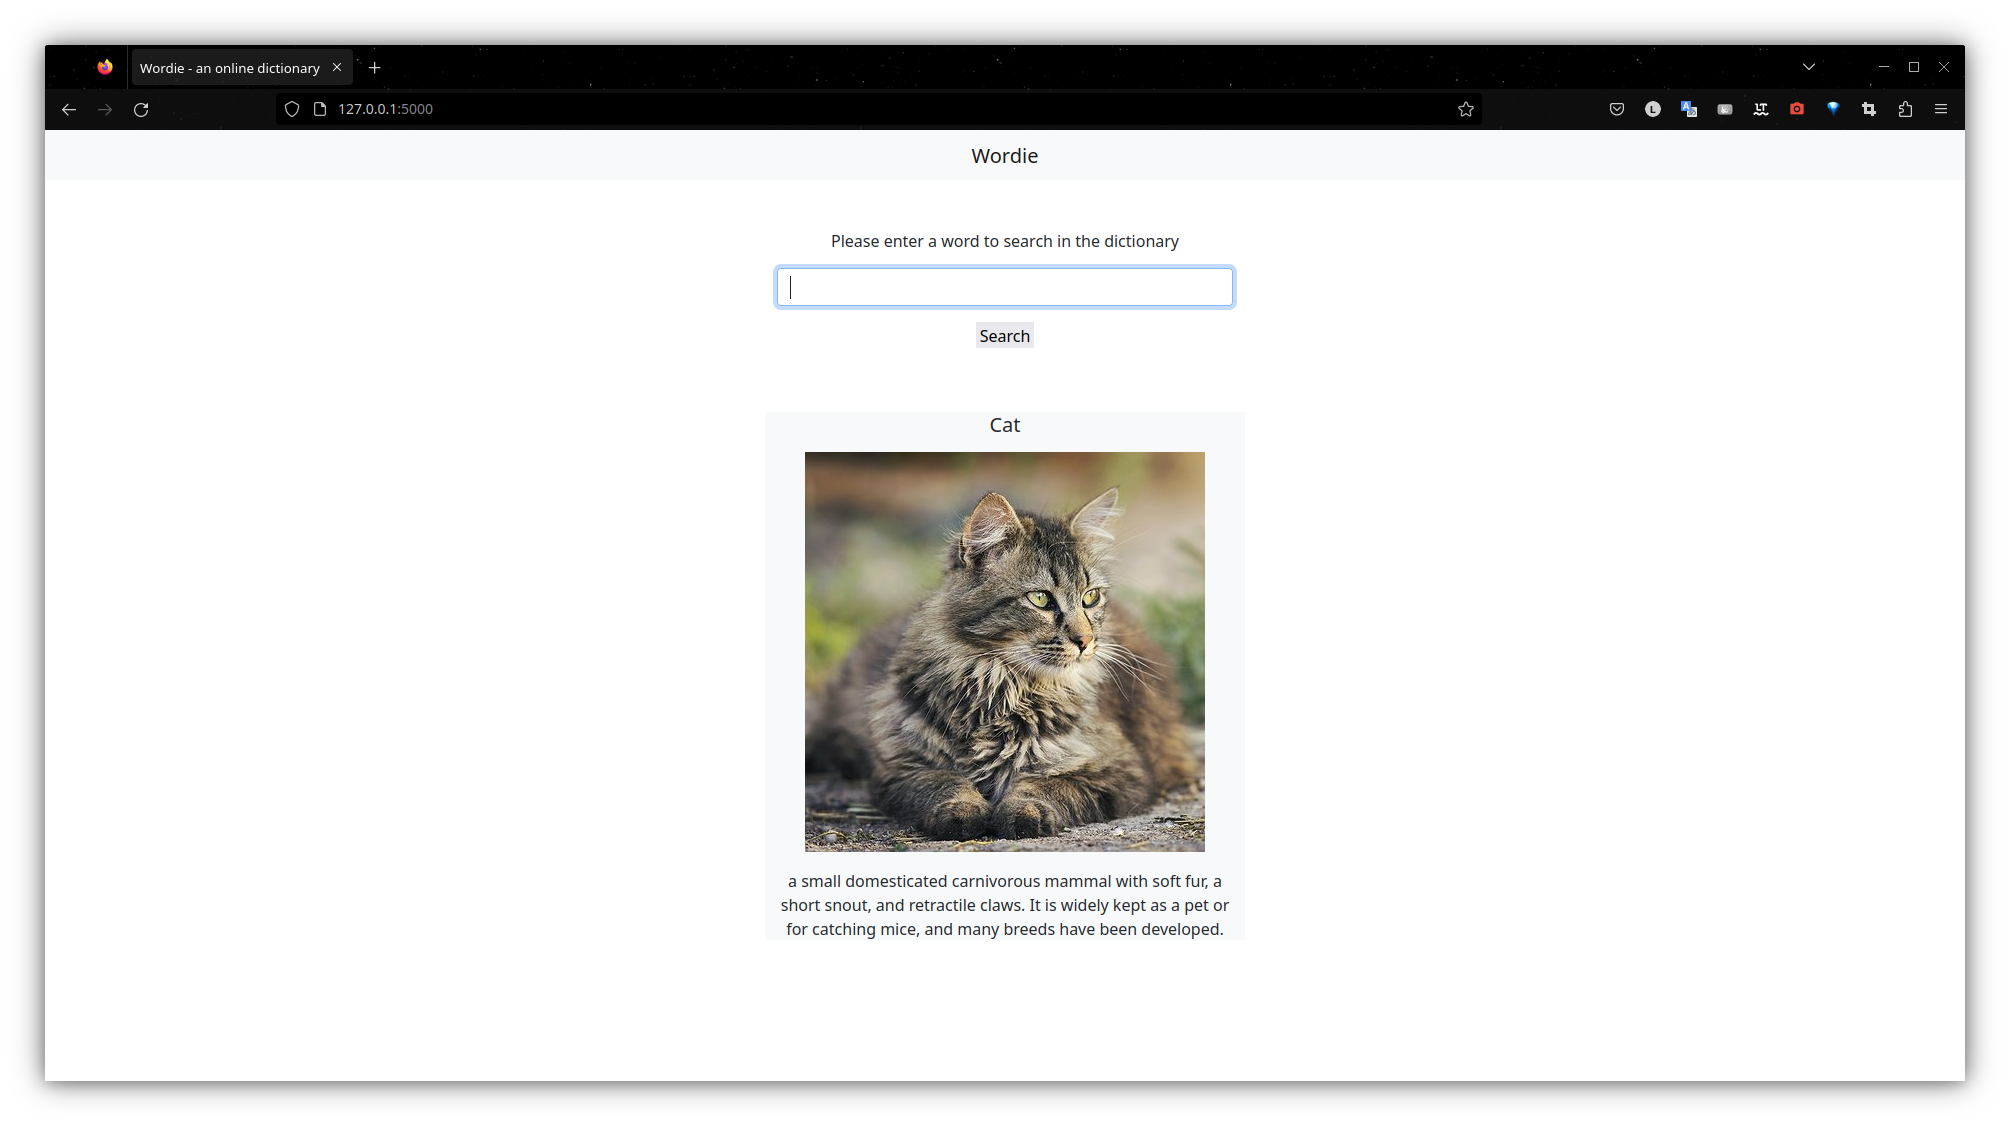 Wordie - an online dictionary
127.0.0.1:5000
Wordie
Please enter a word to search in the dictionary
Search
Cat
a small domesticated carnivorous mammal with soft fur, a
short snout, and retractile claws. It is widely kept as a pet or
for catching mice, and many breeds have been developed.